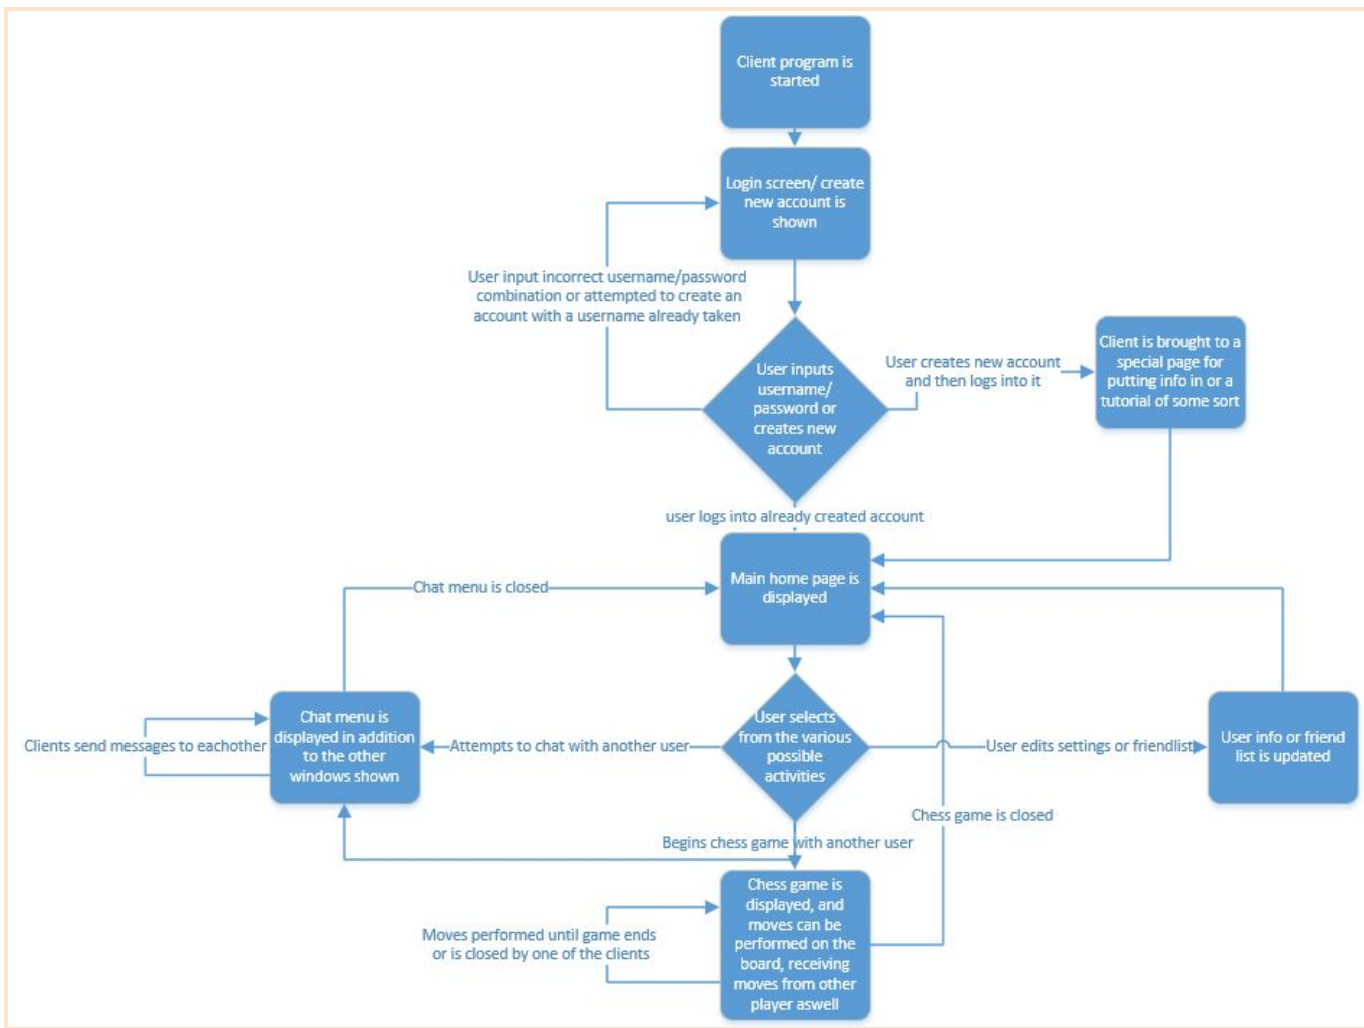 Client program is
started
Login screen/ create
new account is
shown
User input incorrect username/password
combination or attempted to create an
account with a username already taken
User inputs
username/
password or
creates new
account
User creates new account
and then logs into it
Client is brought to a
special page for
putting info in or a
tutorial of some sort
user logs into already created account
Main home page is
displayed
Chat menu is closed
Chat menu is
displayed in addition
to the other
windows shown
Clients send messages to eachother
Attempts to chat with another user
User selects
from the various
possible
activities
User edits settings or friendlist
User info or friend
list is updated
Chess game is closed
Begins chess game with another user
Chess game is
displayed, and
moves can be
performed on the
board, receiving
moves from other
player aswell
Moves performed until game ends
or is closed by one of the clients